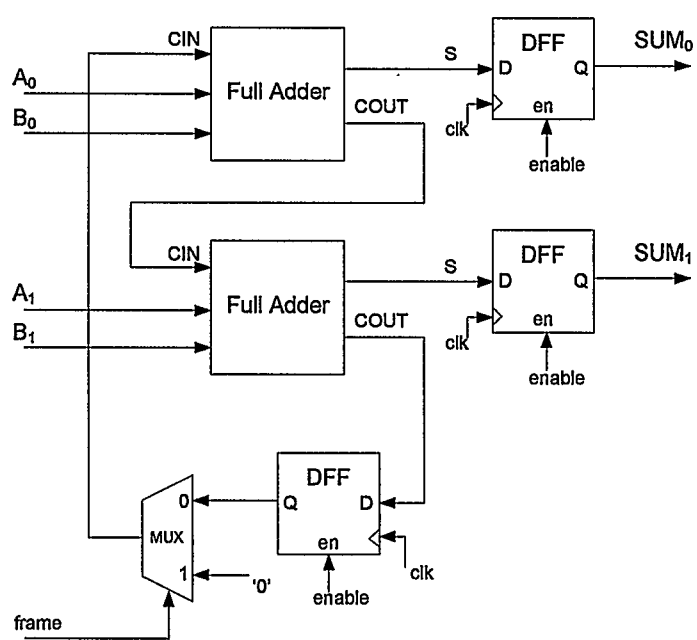 CIN
A0
B0
Full Adder
COUT
S
DFF
D
Q
clk
en
enable
SUM0
CIN
A1
B1
Full Adder
COUT
S
DFF
D
Q
clk
en
enable
SUM1
DFF
Q
D
en
clk
enable
0
MUX
1
'0'
frame